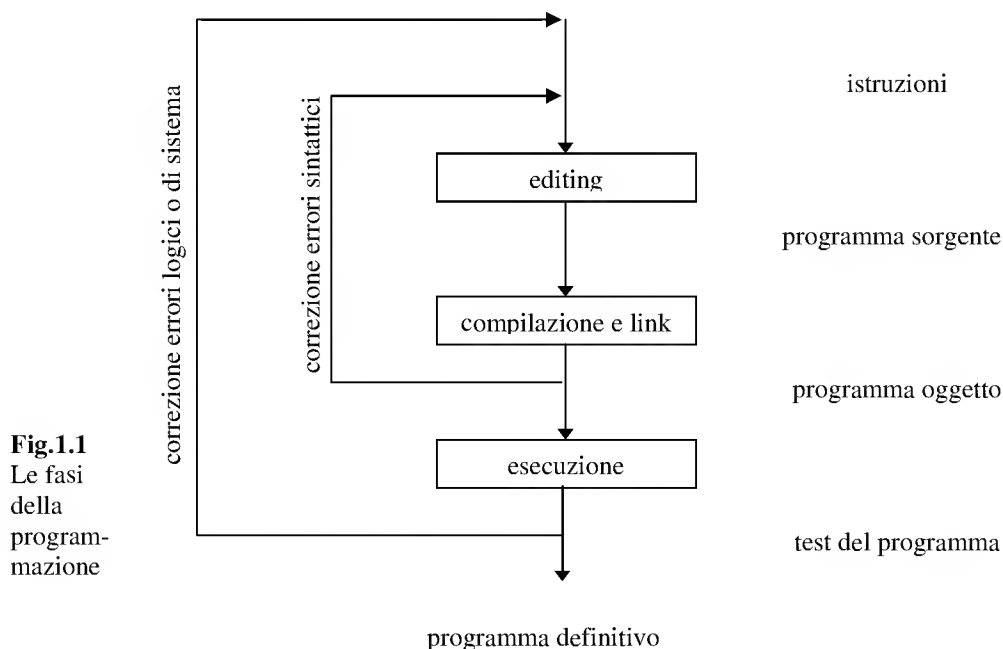 istruzioni
correzione errori logici o di sistema
correzione errori sintattici
editing
programma sorgente
compilazione e link
programma oggetto
Fig.1.1
Le fasi
della
program-
mazione
esecuzione
test del programma
programma definitivo